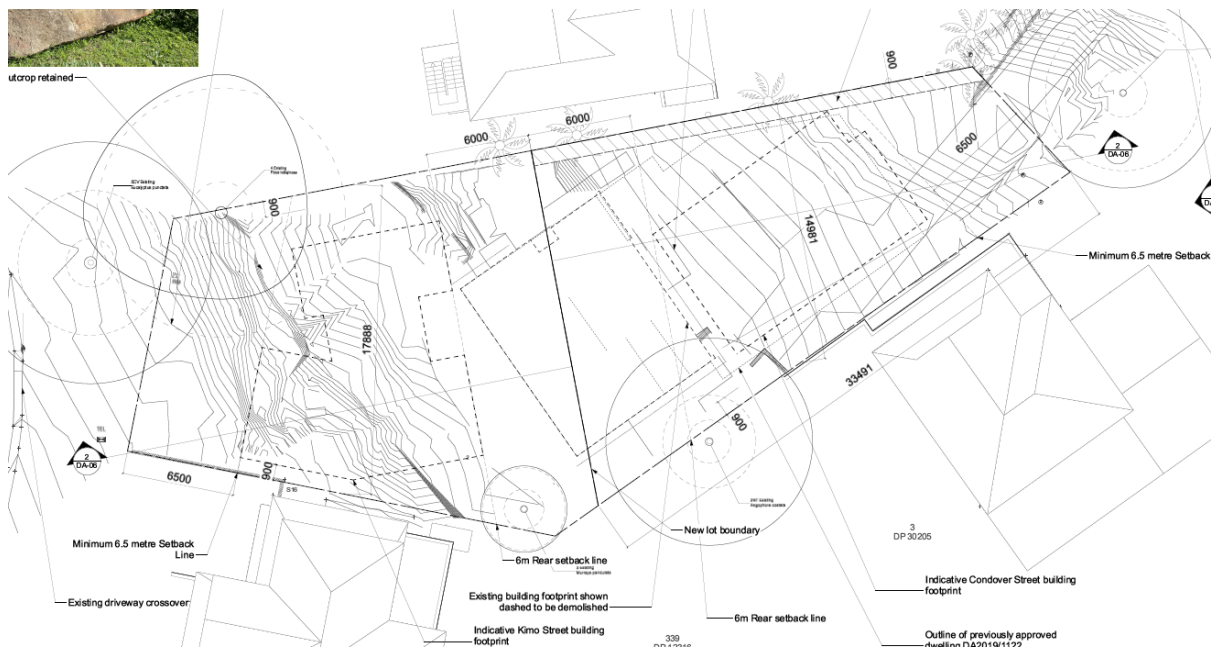 utcrop retained
900
6000
6000
6500
2
DA-06
14981
Minimum 6.5 metre Setback
900
17888
33491
TEL
2
DA-06
6500
900
S16
900
New lot boundary
3
DP 30205
Minimum 6.5 metre Setback
Line
6m Rear setback line
Existing driveway crossover
Existing building footprint shown
dashed to be demolished
6m Rear setback line
Indicative Condover Street building
footprint
Indicative Kimo Street building
footprint
339
Outline of previously approved
dwelling DA2019/1122